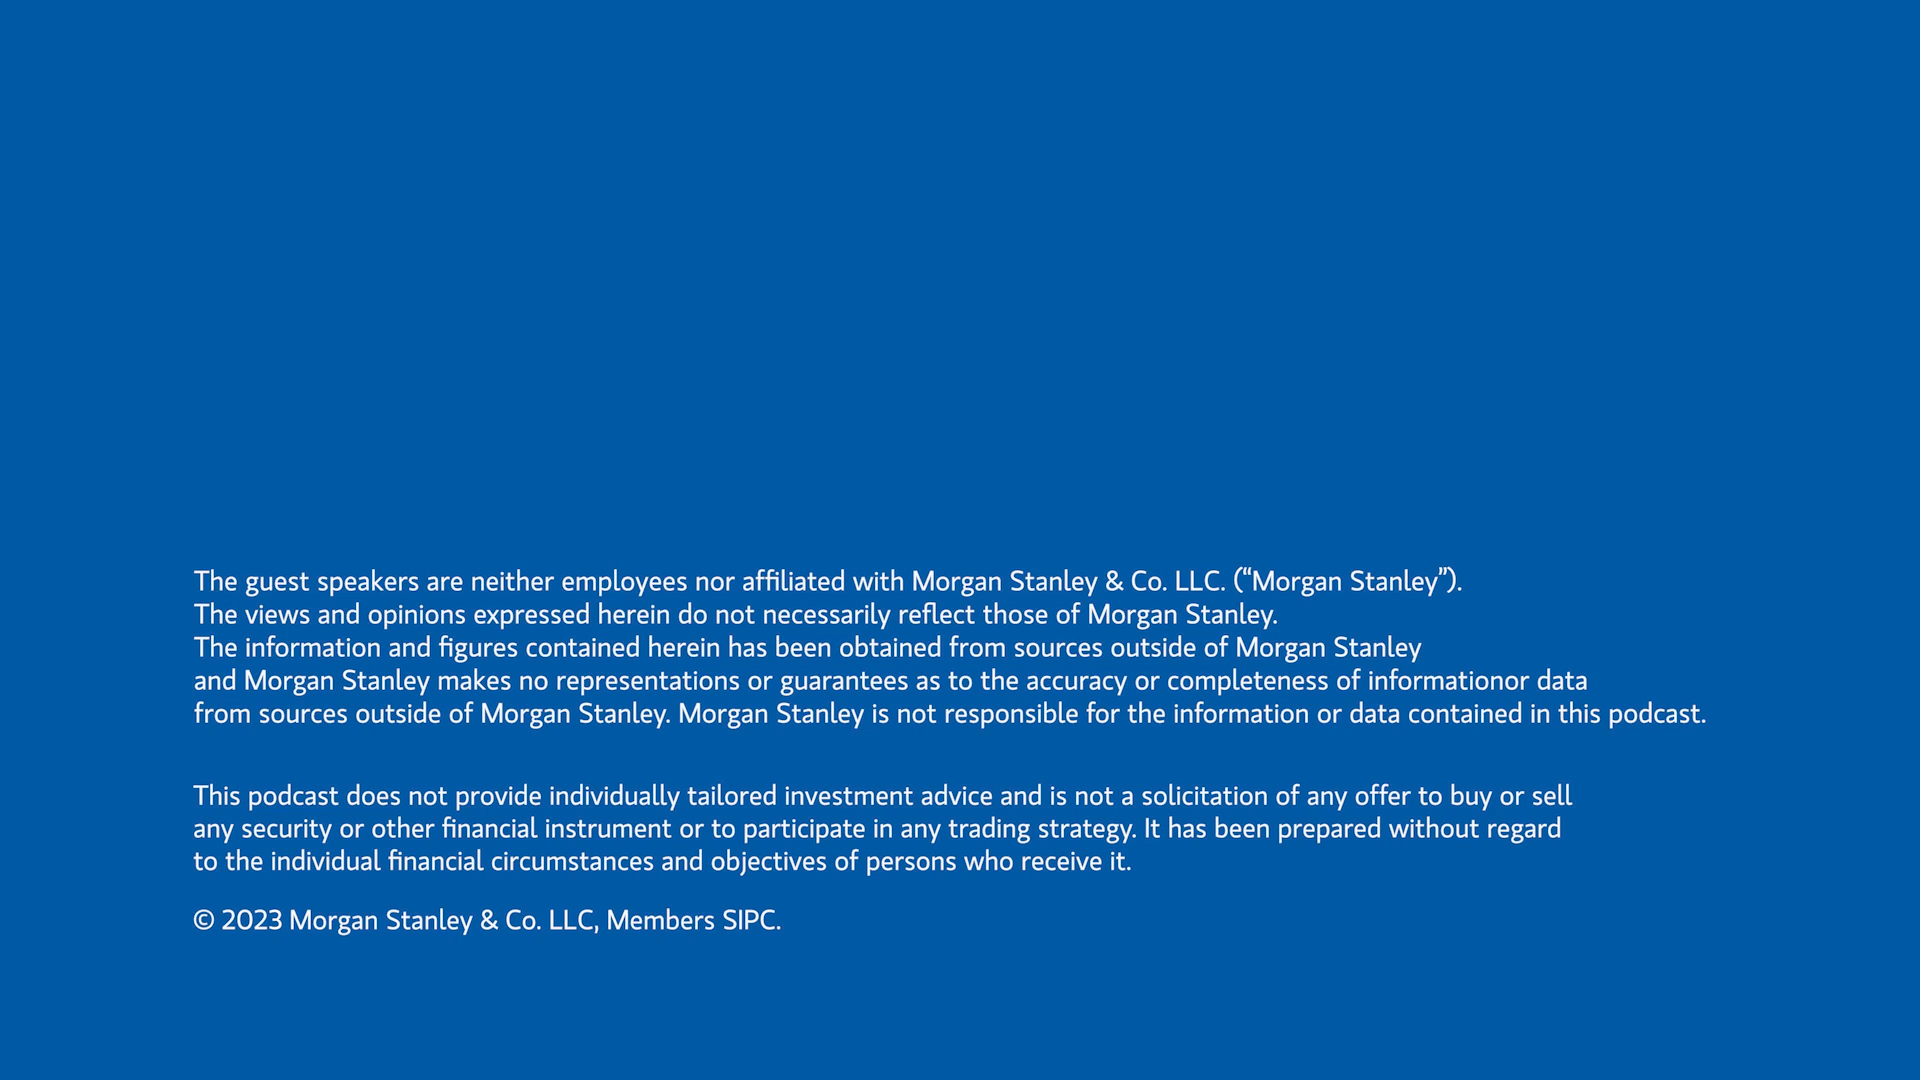 The guest speakers are neither employees nor affiliated with Morgan Stanley & Co. LLC. (“Morgan Stanley”).
The views and opinions expressed herein do not necessarily reflect those of Morgan Stanley.
The information and figures contained herein has been obtained from sources outside of Morgan Stanley
and Morgan Stanley makes no representations or guarantees as to the accuracy or completeness of informationor data
from sources outside of Morgan Stanley. Morgan Stanley is not responsible for the information or data contained in this podcast.
This podcast does not provide individually tailored investment advice and is not a solicitation of any offer to buy or sell
any security or other financial instrument or to participate in any trading strategy. It has been prepared without regard
to the individual financial circumstances and objectives of persons who receive it.
© 2023 Morgan Stanley & Co. LLC, Members SIPC.